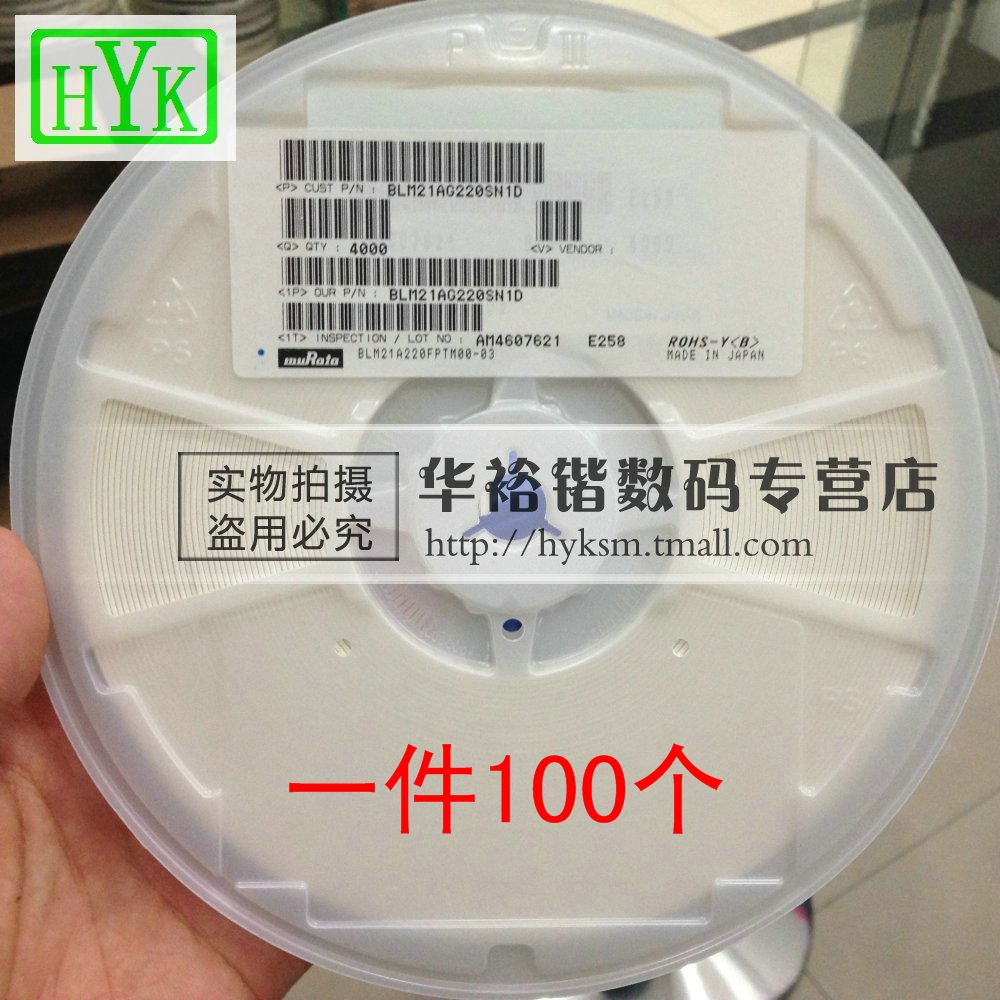 HYK
P III
<P> CUST P/N : BLM21AG220SN1D
<Q> QTY : 4000
<V> VENDOR :
<1P> OUR P/N : BLM21AG220SN1D
<1T> INSPECTION / LOT NO : AM4607621 E258 ROHS-Y<B>
muRata BLM21A220FPTM00-03 MADE IN JAPAN
实物拍摄
盗用必究
华裕锴数码专营店
http://hyksm.tmall.com
PS
一件100个